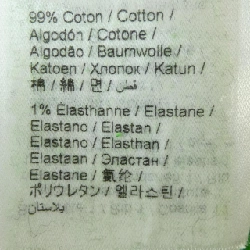 99% Coton / Cotton /
Algodón / Cotone /
Algodão / Baumwolle /
Katoen / Хлопок / Katun /
棉 / 綿 / 면 / قطن
1% Élasthanne / Elastane /
Elastano / Elastan /
Elastano / Elasthan /
Elastaan / Эластан /
Elastane / 氨纶 /
ポリウレタン / 엘라스틴 /
يلاستان